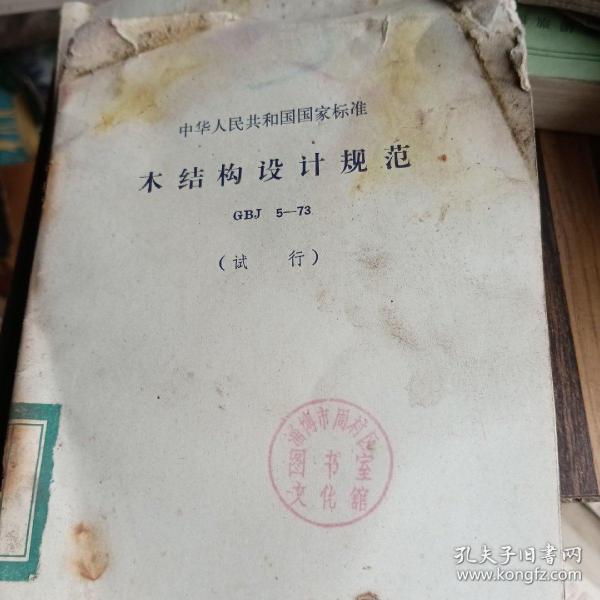 中华人民共和国国家标准
木结构设计规范
GBJ 5—73
(试 行)
淄博市周村区
图书室
文化馆
孔夫子旧书网
www.kongfz.com